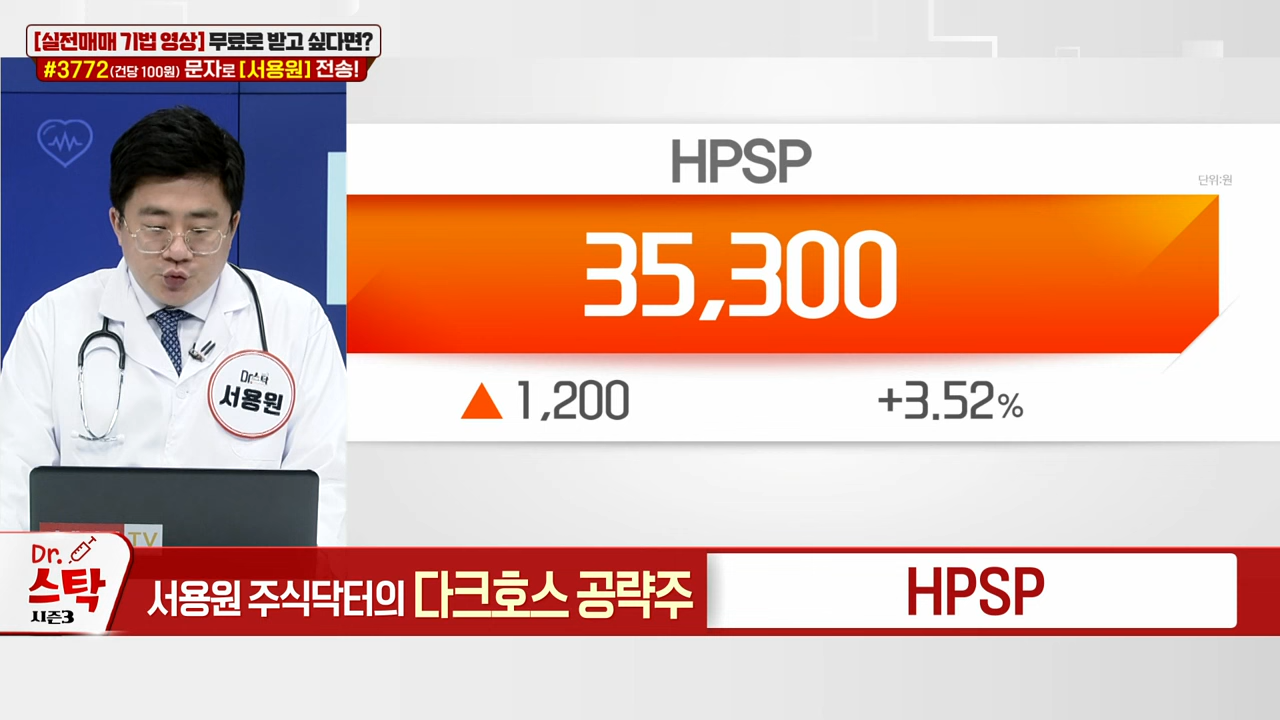 [실전매매 기법 영상] 무료로 받고 싶다면?
#3772(건당 100원) 문자로 [서용원] 전송!
HPSP
단위:원
35,300
▲ 1,200 +3.52%
Dr.스탁
서용원
TV
Dr.
스탁
시즌3
서용원 주식닥터의 다크호스 공략주 HPSP